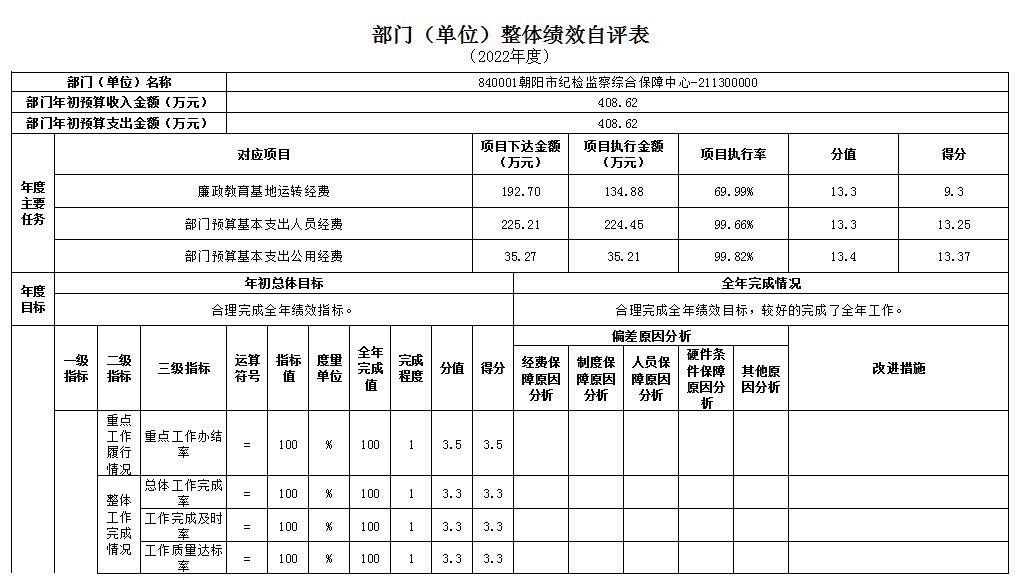 部门（单位）整体绩效自评表
（2022年度）
部门（单位）名称 840001朝阳市纪检监察综合保障中心-211300000
部门年初预算收入金额（万元） 408.62
部门年初预算支出金额（万元） 408.62
年度主要任务 对应项目 项目下达金额（万元） 项目执行金额（万元） 项目执行率 分值 得分
廉政教育基地运转经费 192.70 134.88 69.99% 13.3 9.3
部门预算基本支出人员经费 225.21 224.45 99.66% 13.3 13.25
部门预算基本支出公用经费 35.27 35.21 99.82% 13.4 13.37
年度目标 年初总体目标 全年完成情况
合理完成全年绩效指标。 合理完成全年绩效目标，较好的完成了全年工作。
一级指标 二级指标 三级指标 运算符号 指标值 度量单位 全年完成值 完成程度 分值 得分 偏差原因分析 改进措施
经费保障原因分析 制度保障原因分析 人员保障原因分析 硬件条件保障原因分析 其他原因分析
重点工作履行情况 重点工作办结率 = 100 % 100 1 3.5 3.5
整体工作完成情况 总体工作完成率 = 100 % 100 1 3.3 3.3
工作完成及时率 = 100 % 100 1 3.3 3.3
工作质量达标率 = 100 % 100 1 3.3 3.3